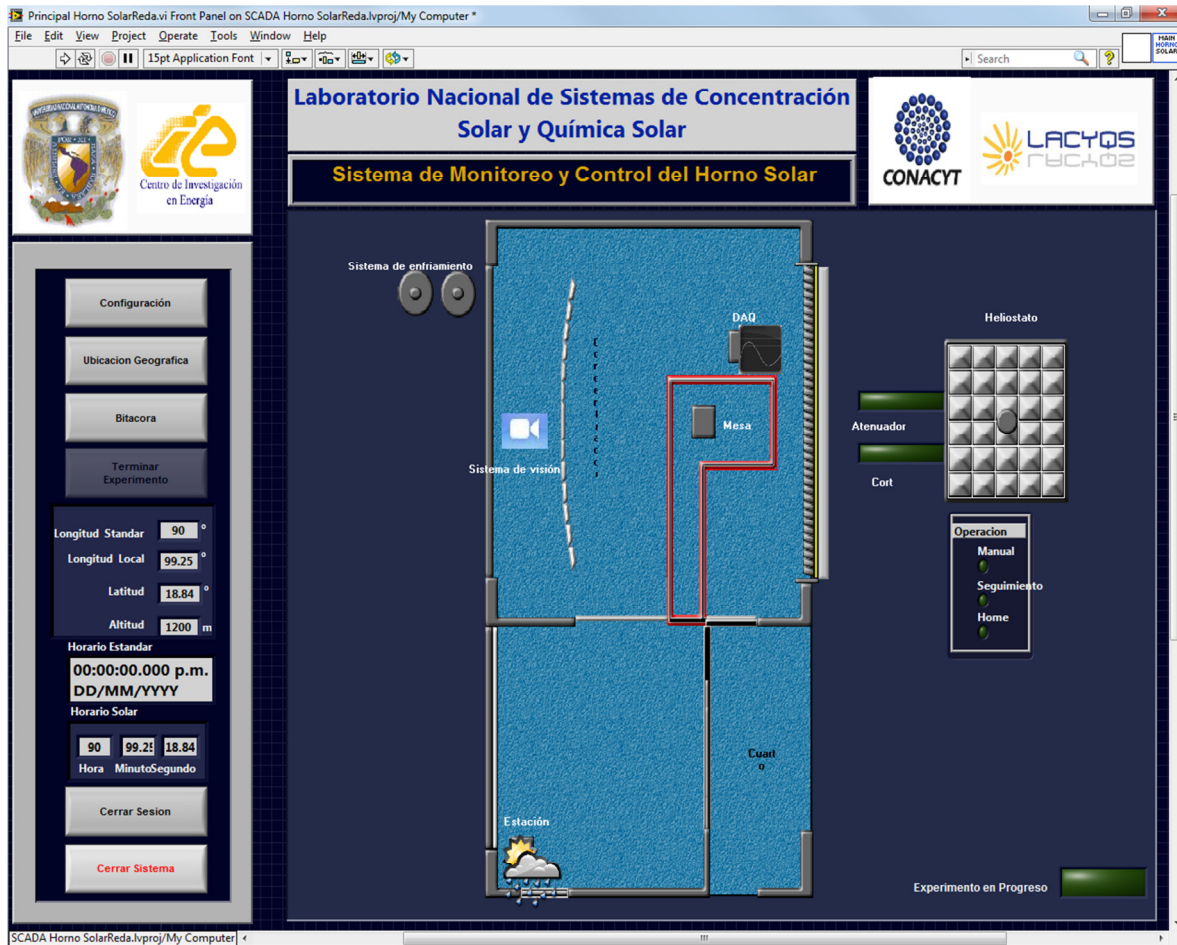 Principal Horno SolarReda.vi Front Panel on SCADA Horno SolarReda.lvproj/My Computer *
File Edit View Project Operate Tools Window Help
15pt Application Font
Search
MAIN
HORNO
SOLAR
Centro de Investigación
en Energía
Laboratorio Nacional de Sistemas de Concentración
Solar y Química Solar
Sistema de Monitoreo y Control del Horno Solar
CONACYT
LACYQS
Configuración
Ubicacion Geografica
Bitacora
Terminar
Experimento
Longitud Standar 90 °
Longitud Local 99.25 °
Latitud 18.84 °
Altitud 1200 m
Horario Estandar
00:00:00.000 p.m.
DD/MM/YYYY
Horario Solar
90 99.25 18.84
Hora Minuto Segundo
Cerrar Sesion
Cerrar Sistema
Sistema de enfriamiento
DAQ
Mesa
Sistema de visión
Heliostato
Atenuador
Cort
Operacion
Manual
Seguimiento
Home
Cuart
o
Estación
Experimento en Progreso
SCADA Horno SolarReda.lvproj/My Computer